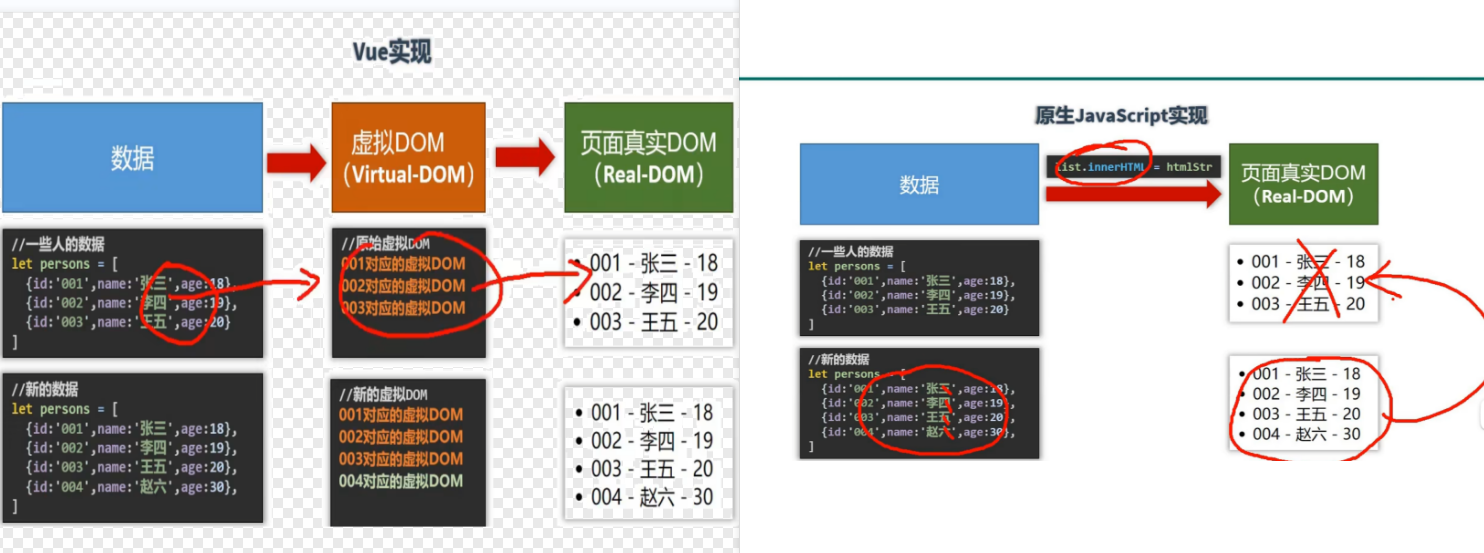 Vue实现
数据
虚拟DOM
（Virtual-DOM）
页面真实DOM
（Real-DOM）
//一些人的数据
let persons = [
{id:'001',name:'张三',age:18},
{id:'002',name:'李四',age:19},
{id:'003',name:'王五',age:20}
]
//原始虚拟DOM
001对应的虚拟DOM
002对应的虚拟DOM
003对应的虚拟DOM
• 001 - 张三 - 18
• 002 - 李四 - 19
• 003 - 王五 - 20
//新的数据
let persons = [
{id:'001',name:'张三',age:18},
{id:'002',name:'李四',age:19},
{id:'003',name:'王五',age:20},
{id:'004',name:'赵六',age:30},
]
//新的虚拟DOM
001对应的虚拟DOM
002对应的虚拟DOM
003对应的虚拟DOM
004对应的虚拟DOM
• 001 - 张三 - 18
• 002 - 李四 - 19
• 003 - 王五 - 20
• 004 - 赵六 - 30
原生JavaScript实现
数据
list.innerHTML = htmlStr
页面真实DOM
（Real-DOM）
//一些人的数据
let persons = [
{id:'001',name:'张三',age:18},
{id:'002',name:'李四',age:19},
{id:'003',name:'王五',age:20}
]
• 001 - 张三 - 18
• 002 - 李四 - 19
• 003 - 王五 - 20
//新的数据
let persons = [
{id:'001',name:'张三',age:18},
{id:'002',name:'李四',age:19},
{id:'003',name:'王五',age:20},
{id:'004',name:'赵六',age:30},
]
• 001 - 张三 - 18
• 002 - 李四 - 19
• 003 - 王五 - 20
• 004 - 赵六 - 30